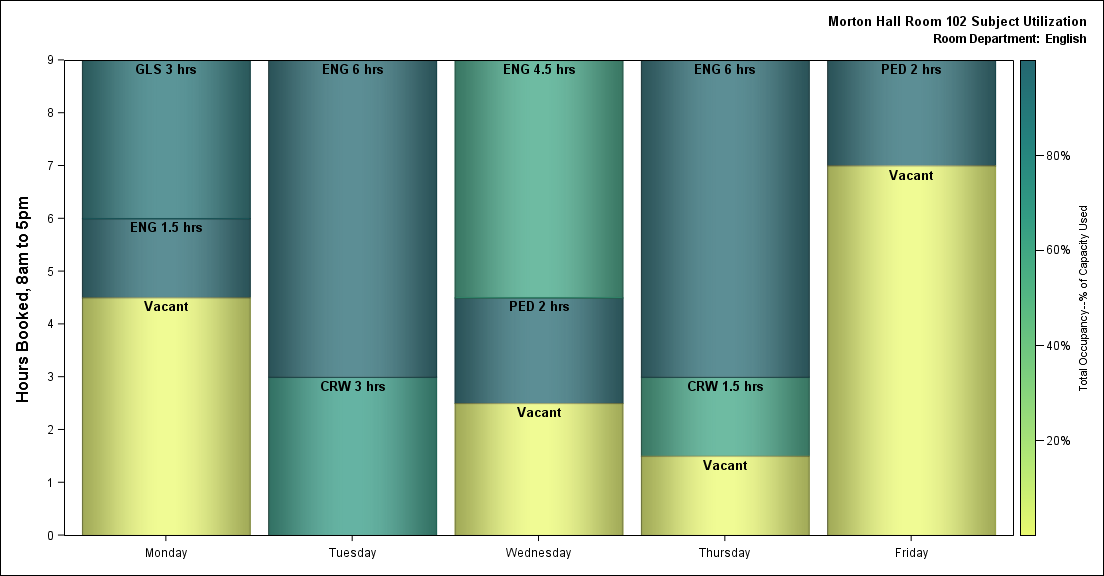 Morton Hall Room 102 Subject Utilization
Room Department: English
Hours Booked, 8am to 5pm
9
8
7
6
5
4
3
2
1
0
GLS 3 hrs
ENG 1.5 hrs
Vacant
ENG 6 hrs
CRW 3 hrs
ENG 4.5 hrs
PED 2 hrs
Vacant
ENG 6 hrs
CRW 1.5 hrs
Vacant
PED 2 hrs
Vacant
Monday
Tuesday
Wednesday
Thursday
Friday
80%
60%
40%
20%
Total Occupancy--% of Capacity Used